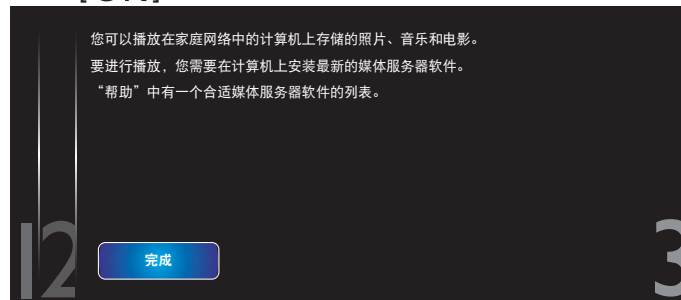 您可以播放在家庭网络中的计算机上存储的照片、音乐和电影。
要进行播放，您需要在计算机上安装最新的媒体服务器软件。
“帮助”中有一个合适媒体服务器软件的列表。
12
3
完成